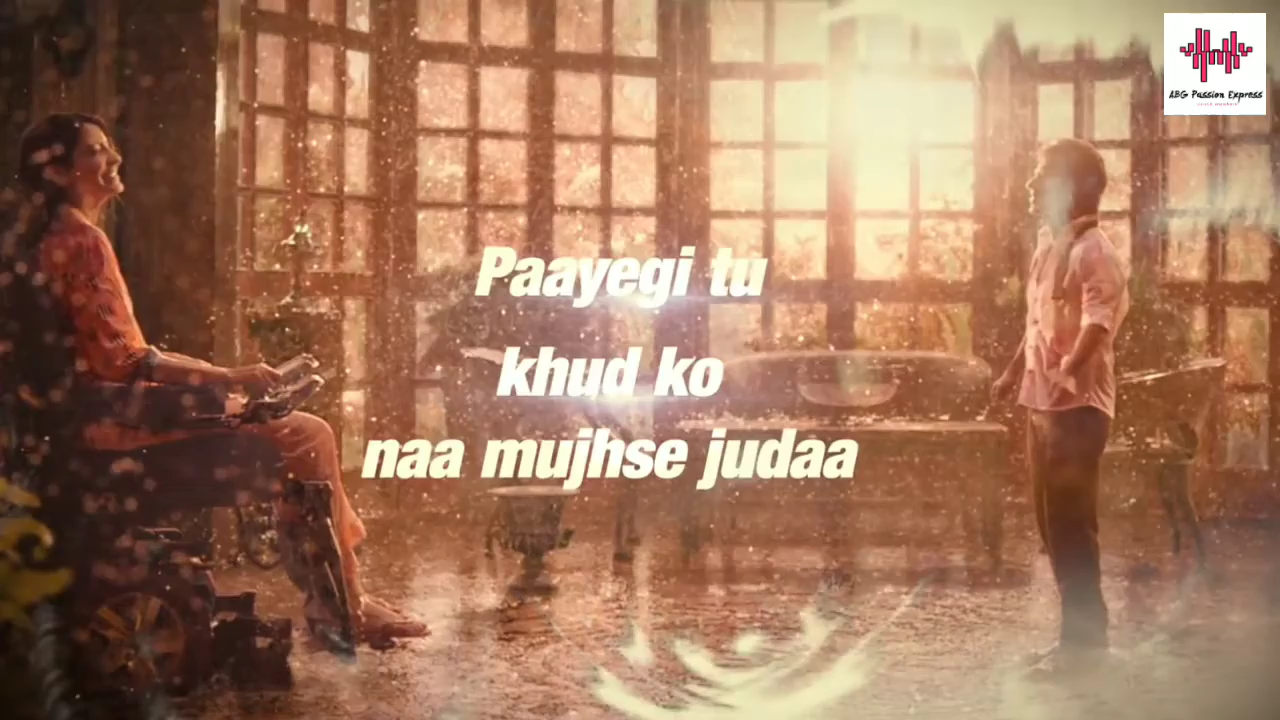 ABG Passion Express
Paayegi tu
khud ko
naa mujhse judaa